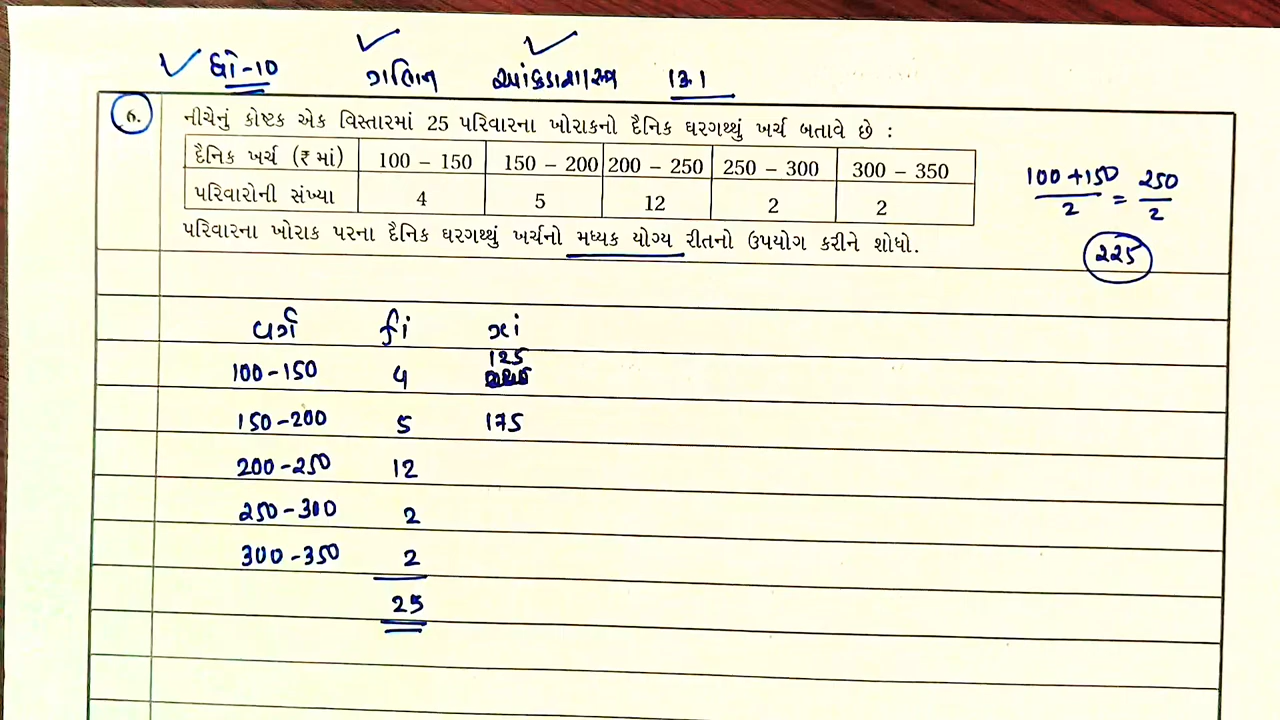 ધો-10 ગણિત આંકડાશાસ્ત્ર 13.1
6. નીચેનું કોષ્ટક એક વિસ્તારમાં 25 પરિવારના ખોરાકનો દૈનિક ઘરગથ્થું ખર્ચ બતાવે છે :
દૈનિક ખર્ચ (₹ માં) 100 – 150 150 – 200 200 – 250 250 – 300 300 – 350
પરિવારોની સંખ્યા 4 5 12 2 2
પરિવારના ખોરાક પરના દૈનિક ઘરગથ્થું ખર્ચનો મધ્યક યોગ્ય રીતનો ઉપયોગ કરીને શોધો.
100+150/2 = 250/2
225
વર્ગ fi xi
125
100-150 4
150-200 5 175
200-250 12
250-300 2
300-350 2
25